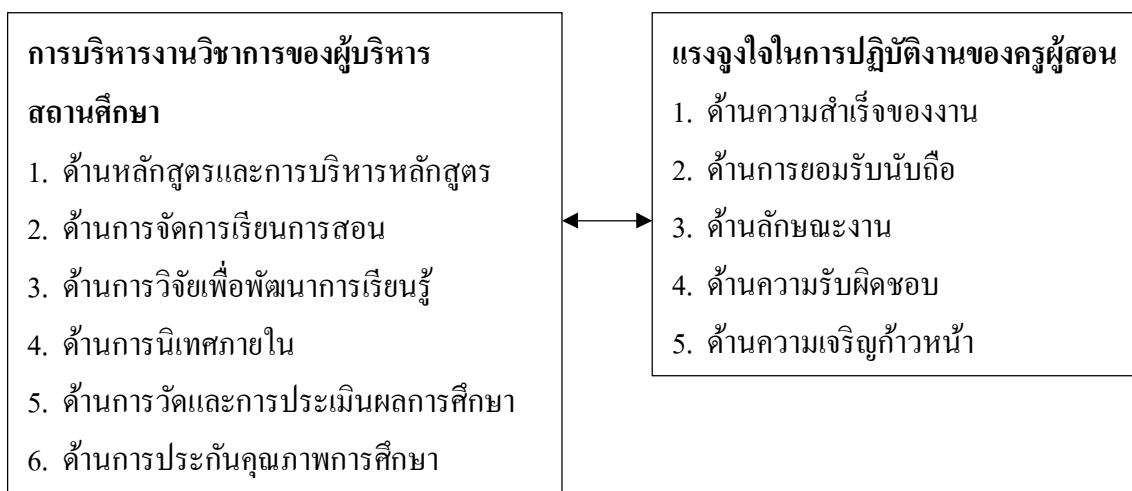 การบริหารงานวิชาการของผู้บริหาร
สถานศึกษา
1. ด้านหลักสูตรและการบริหารหลักสูตร
2. ด้านการจัดการเรียนการสอน
3. ด้านการวิจัยเพื่อพัฒนาการเรียนรู้
4. ด้านการนิเทศภายใน
5. ด้านการวัดและการประเมินผลการศึกษา
6. ด้านการประกันคุณภาพการศึกษา
แรงจูงใจในการปฏิบัติงานของครูผู้สอน
1. ด้านความสำเร็จของงาน
2. ด้านการยอมรับนับถือ
3. ด้านลักษณะงาน
4. ด้านความรับผิดชอบ
5. ด้านความเจริญก้าวหน้า